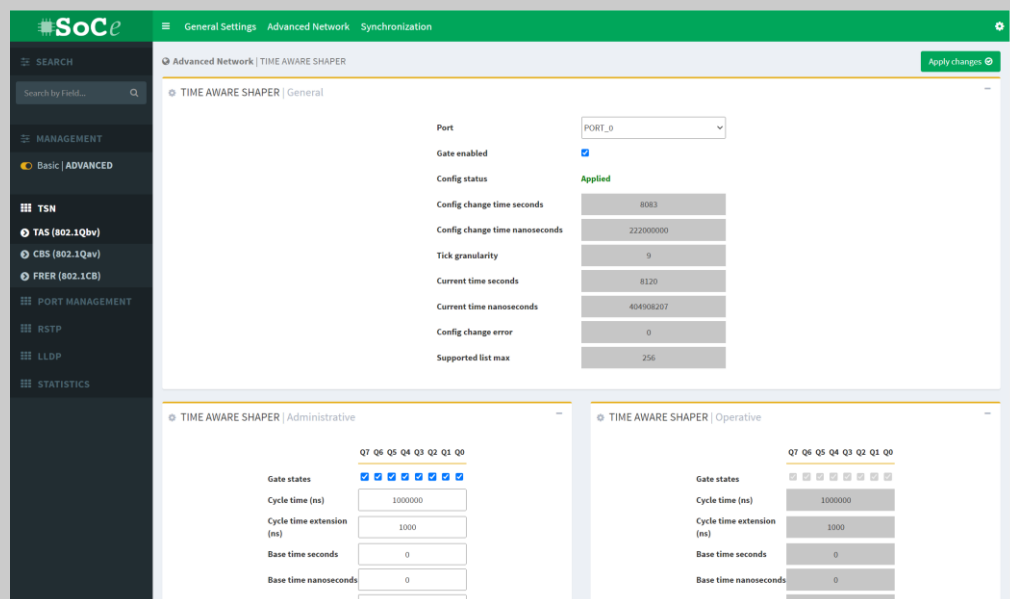 SoCe
General Settings Advanced Network Synchronization
SEARCH
Search by Field...
MANAGEMENT
Basic | ADVANCED
TSN
TAS (802.1Qbv)
CBS (802.1Qav)
FRER (802.1CB)
PORT MANAGEMENT
RSTP
LLDP
STATISTICS
Advanced Network | TIME AWARE SHAPER
Apply changes
TIME AWARE SHAPER | General
Port PORT_0
Gate enabled
Config status Applied
Config change time seconds 8083
Config change time nanoseconds 222000000
Tick granularity 9
Current time seconds 8120
Current time nanoseconds 404908207
Config change error 0
Supported list max 256
TIME AWARE SHAPER | Administrative
Q7 Q6 Q5 Q4 Q3 Q2 Q1 Q0
Gate states
Cycle time (ns) 1000000
Cycle time extension
(ns) 1000
Base time seconds 0
Base time nanoseconds 0
TIME AWARE SHAPER | Operative
Q7 Q6 Q5 Q4 Q3 Q2 Q1 Q0
Gate states
Cycle time (ns) 1000000
Cycle time extension
(ns) 1000
Base time seconds 0
Base time nanoseconds 0